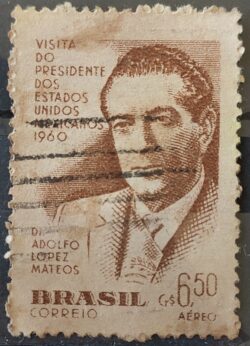 VISITA
DO
PRESIDENTE
DOS
ESTADOS
UNIDOS
MEXICANOS
1960
Dr
ADOLFO
LOPEZ
MATEOS
BRASIL Cr$6,50
CORREIO AÉREO